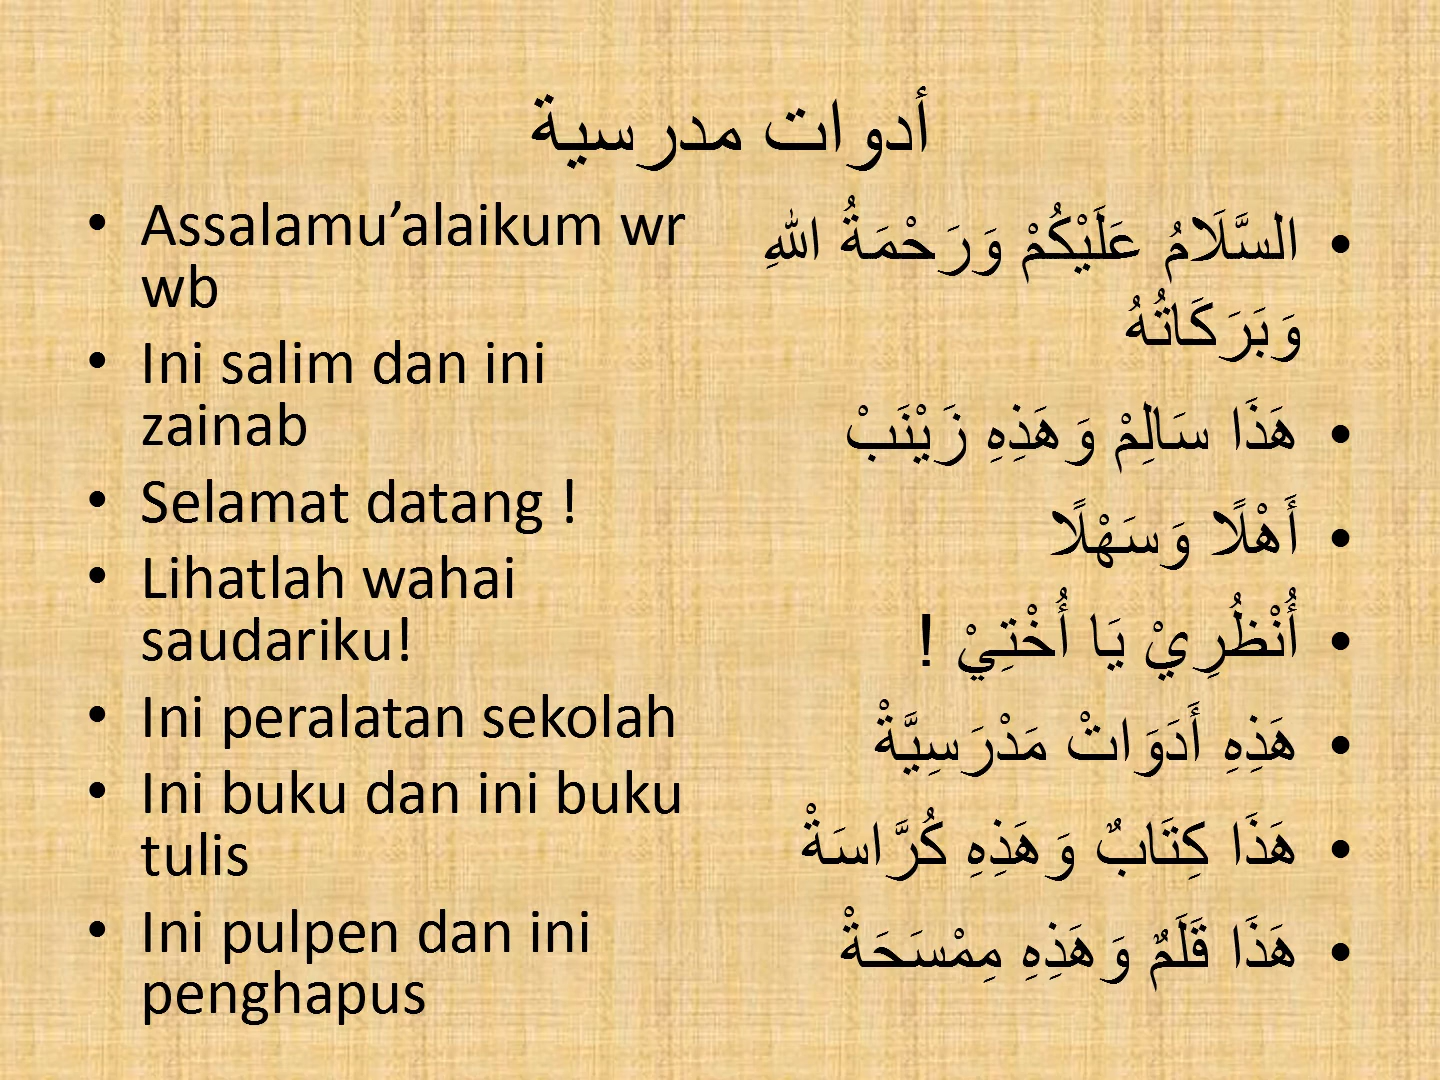 أدوات مدرسية
• Assalamu’alaikum wr
wb
• Ini salim dan ini
zainab
• Selamat datang !
• Lihatlah wahai
saudariku!
• Ini peralatan sekolah
• Ini buku dan ini buku
tulis
• Ini pulpen dan ini
penghapus
• السَّلَامُ عَلَيْكُمْ وَرَحْمَةُ اللهِ
وَبَرَكَاتُهُ
• هَذَا سَالِمْ وَهَذِهِ زَيْنَبْ
• أَهْلًا وَسَهْلًا
• أُنْظُرِيْ يَا أُخْتِيْ !
• هَذِهِ أَدَوَاتْ مَدْرَسِيَّةْ
• هَذَا كِتَابٌ وَهَذِهِ كُرَّاسَةْ
• هَذَا قَلَمٌ وَهَذِهِ مِمْسَحَةْ